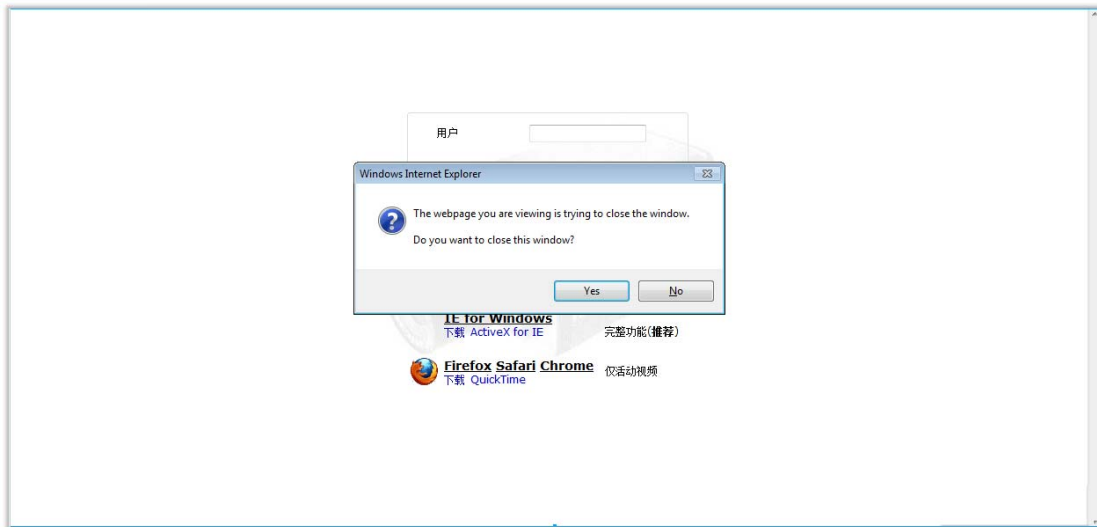 用户
Windows Internet Explorer
The webpage you are viewing is trying to close the window.
Do you want to close this window?
Yes No
IE for Windows
下载 ActiveX for IE 完整功能(推荐)
Firefox Safari Chrome 仅活动视频
下载 QuickTime